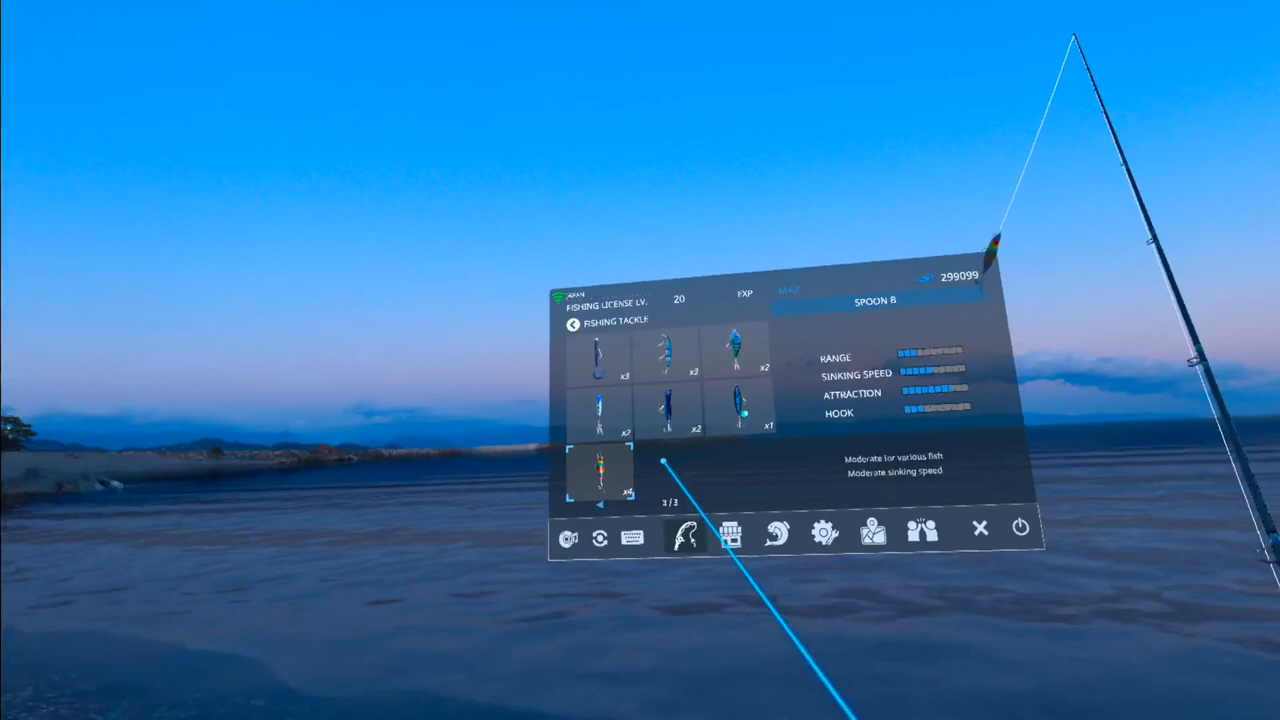 FISHING LICENSE LV. 20 EXP MAX 299099
FISHING TACKLE
SPOON B
x3 x3 x2
x2 x2 x1
x4
3 / 3
RANGE
SINKING SPEED
ATTRACTION
HOOK
Moderate for various fish
Moderate sinking speed